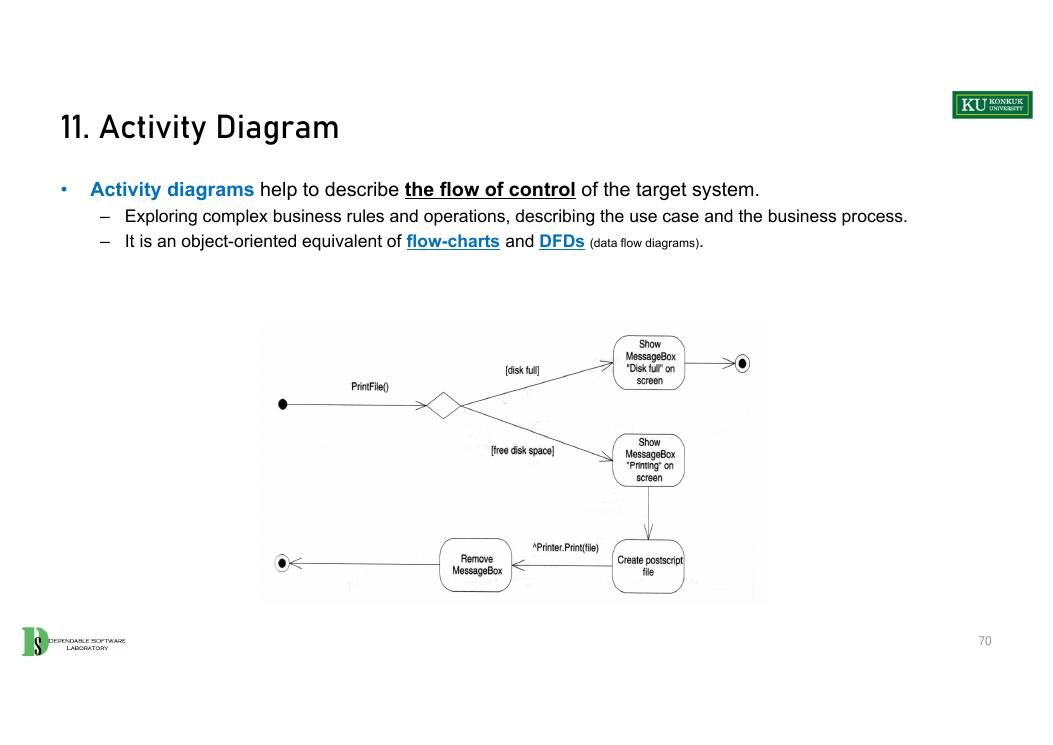 KU KONKUK
UNIVERSITY
11. Activity Diagram
• Activity diagrams help to describe the flow of control of the target system.
– Exploring complex business rules and operations, describing the use case and the business process.
– It is an object-oriented equivalent of flow-charts and DFDs (data flow diagrams).
Show
MessageBox
"Disk full" on
screen
[disk full]
PrintFile()
[free disk space]
Show
MessageBox
"Printing" on
screen
^Printer.Print(file)
Remove
MessageBox
Create postscript
file
DS DEPENDABLE SOFTWARE
LABORATORY
70